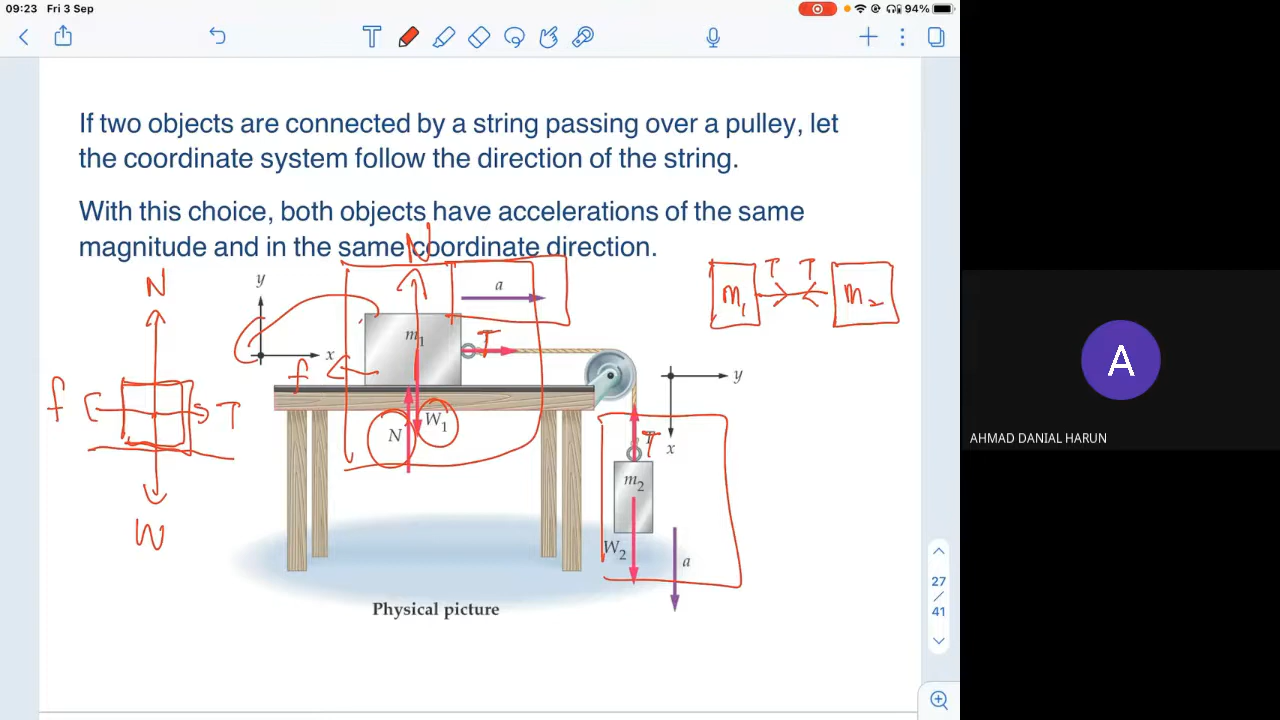 09:23 Fri 3 Sep
94%
T
If two objects are connected by a string passing over a pulley, let
the coordinate system follow the direction of the string.
With this choice, both objects have accelerations of the same
magnitude and in the same coordinate direction.
N
N
y
a
T T
m1 m2
m1
T
x
f
y
f
T
W1
N
T
x
m2
W
W2
a
27
/
41
Physical picture
A
AHMAD DANIAL HARUN